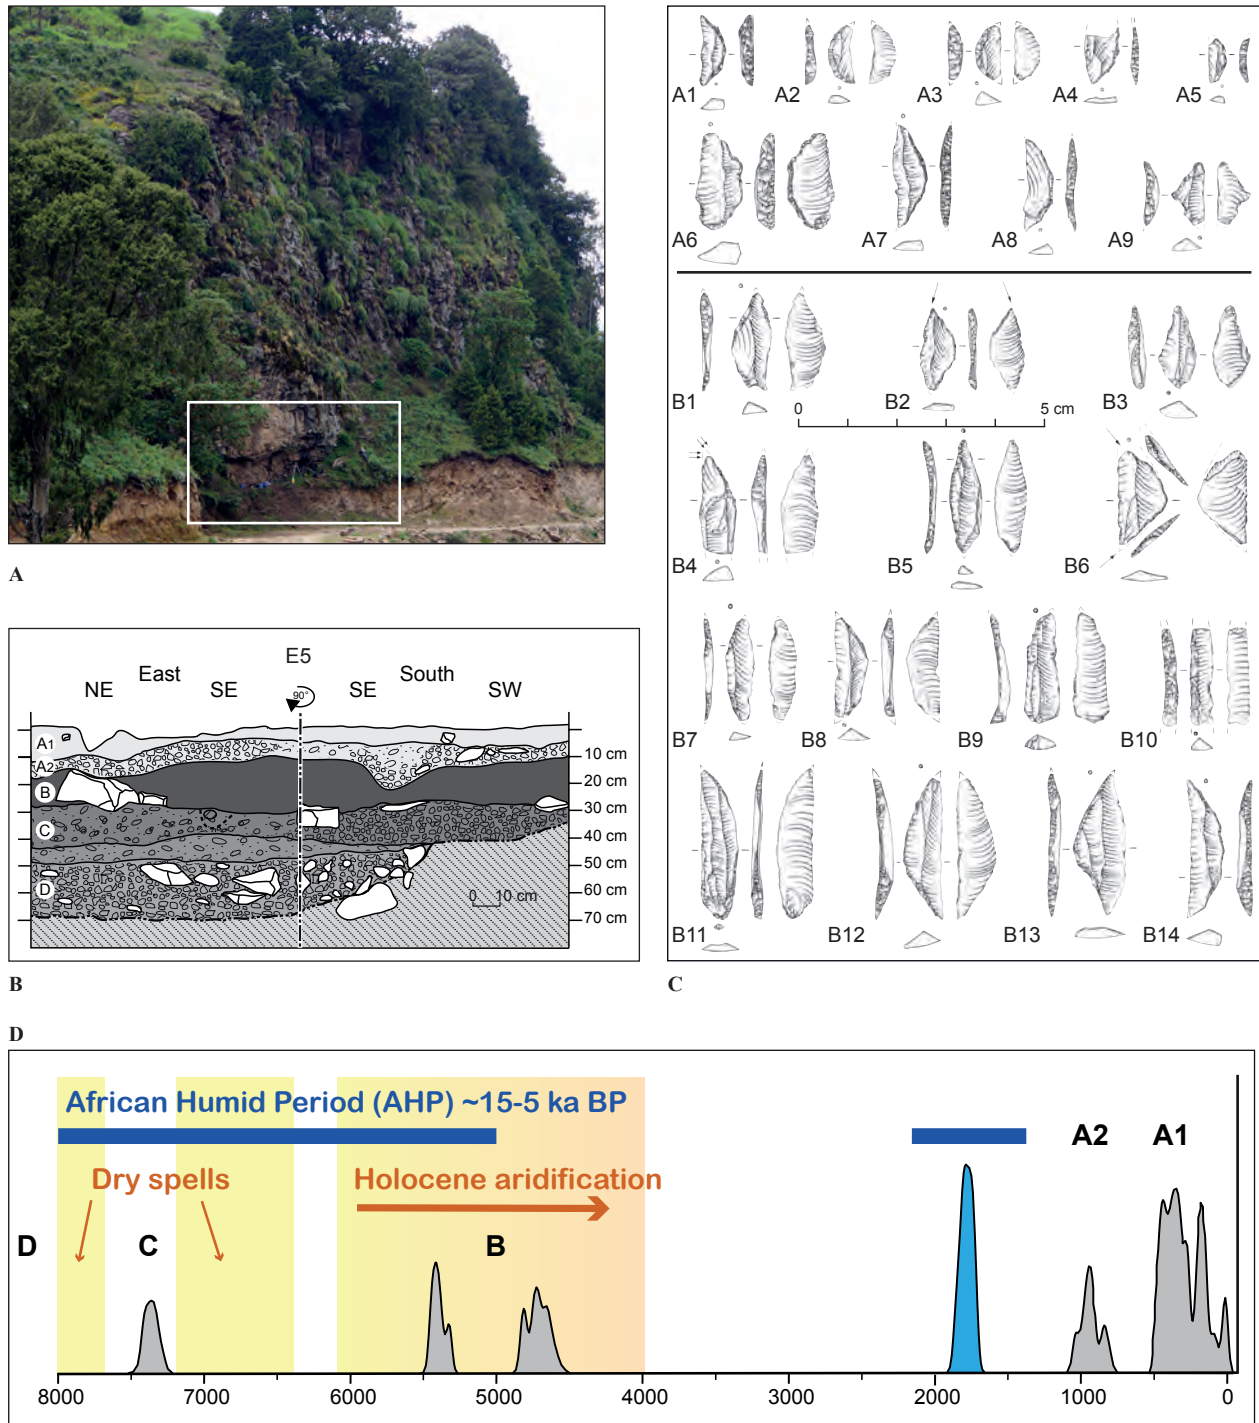 A
E5
90°
East
South
NE
SE
SE
SW
A1
A2
B
C
D
10 cm
20 cm
30 cm
40 cm
50 cm
60 cm
70 cm
0 10 cm
B
A1 A2 A3 A4 A5
A6 A7 A8 A9
B1 B2 B3
0 5 cm
B4 B5 B6
B7 B8 B9 B10
B11 B12 B13 B14
C
D
African Humid Period (AHP) ~15-5 ka BP
A2 A1
Dry spells
Holocene aridification
D C B
8000 7000 6000 5000 4000 3000 2000 1000 0